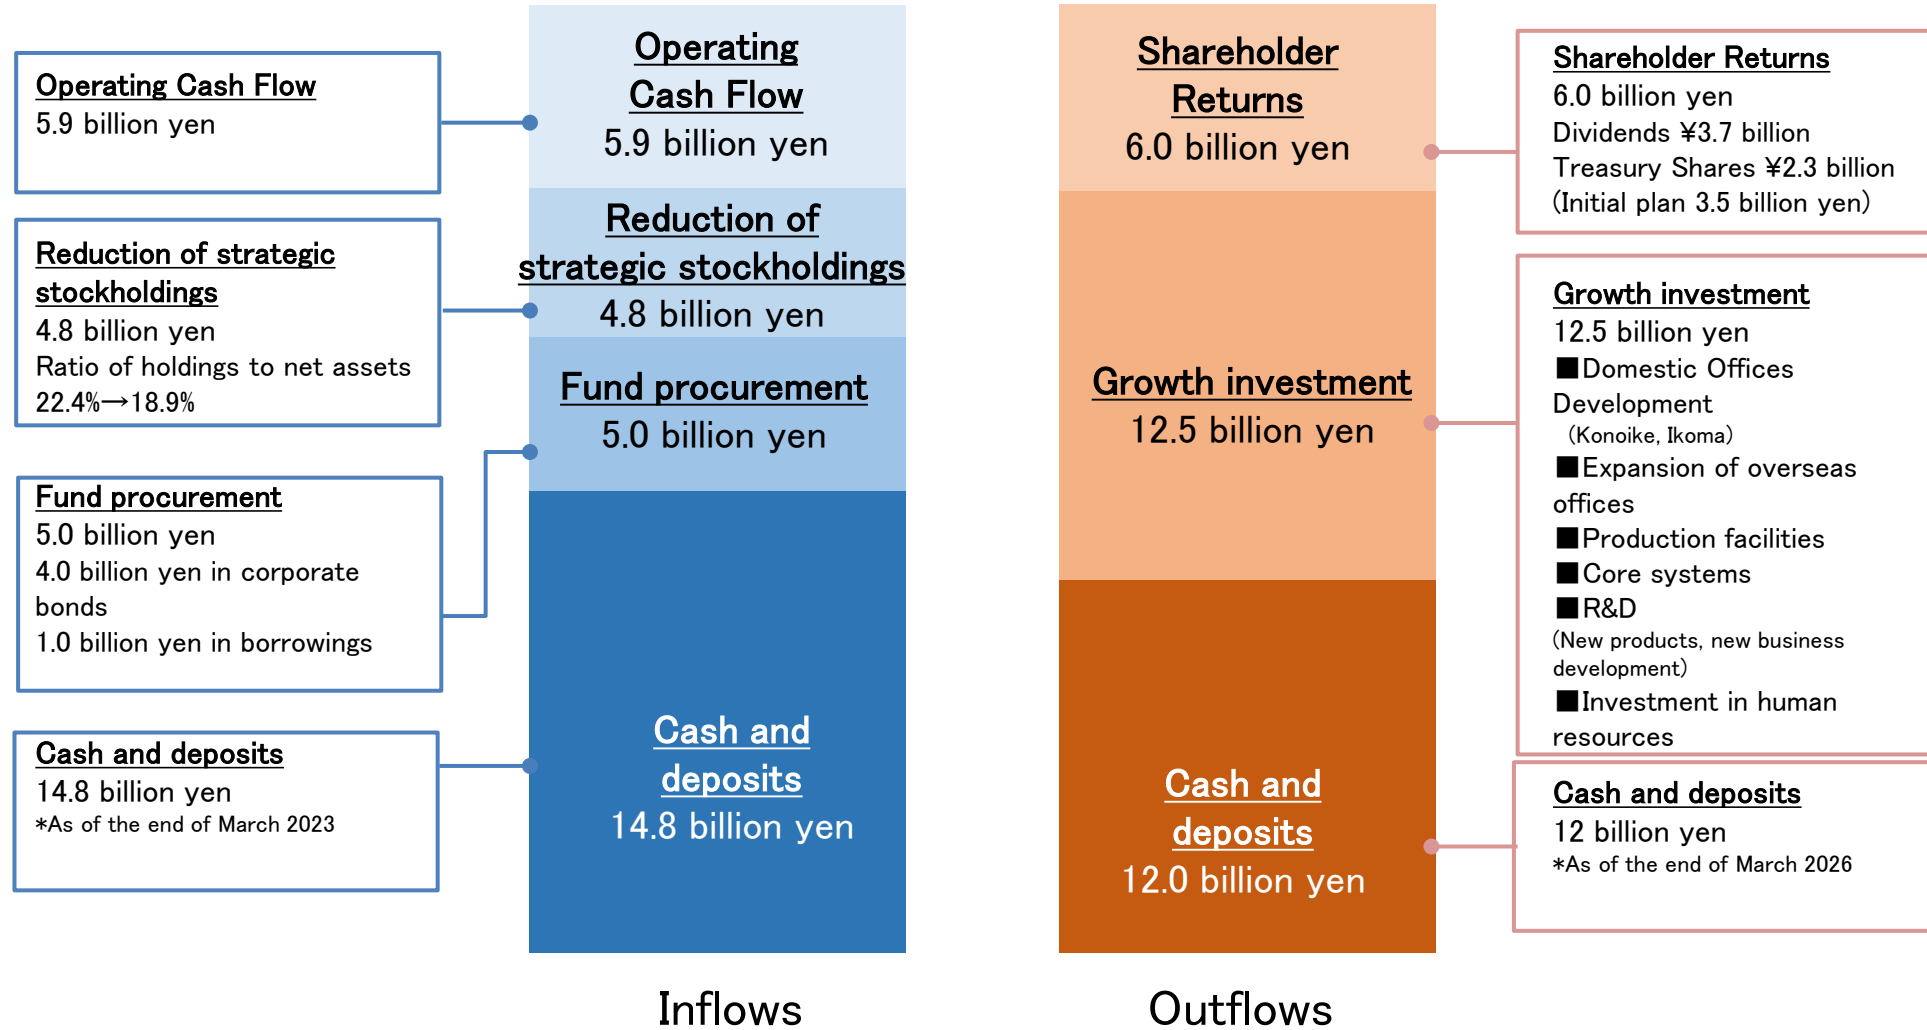 Operating Cash Flow
5.9 billion yen
Reduction of strategic
stockholdings
4.8 billion yen
Ratio of holdings to net assets
22.4%→18.9%
Fund procurement
5.0 billion yen
4.0 billion yen in corporate
bonds
1.0 billion yen in borrowings
Cash and deposits
14.8 billion yen
*As of the end of March 2023
Operating
Cash Flow
5.9 billion yen
Reduction of
strategic stockholdings
4.8 billion yen
Fund procurement
5.0 billion yen
Cash and
deposits
14.8 billion yen
Inflows
Shareholder
Returns
6.0 billion yen
Growth investment
12.5 billion yen
Cash and
deposits
12.0 billion yen
Outflows
Shareholder Returns
6.0 billion yen
Dividends ¥3.7 billion
Treasury Shares ¥2.3 billion
(Initial plan 3.5 billion yen)
Growth investment
12.5 billion yen
■Domestic Offices
Development
(Konoike, Ikoma)
■Expansion of overseas
offices
■Production facilities
■Core systems
■R&D
(New products, new business
development)
■Investment in human
resources
Cash and deposits
12 billion yen
*As of the end of March 2026